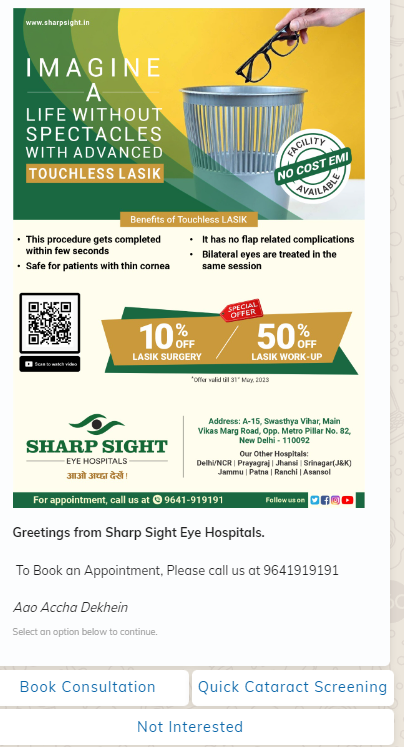 www.sharpsight.in
IMAGINE
A
LIFE WITHOUT
SPECTACLES
WITH ADVANCED
TOUCHLESS LASIK
FACILITY
NO COST EMI
AVAILABLE
Benefits of Touchless LASIK
• This procedure gets completed
within few seconds
• Safe for patients with thin cornea
• It has no flap related complications
• Bilateral eyes are treated in the
same session
Scan to watch video
SPECIAL
OFFER
10% OFF
LASIK SURGERY
50% OFF
LASIK WORK-UP
*Offer valid till 31st May, 2023
SHARP SIGHT
EYE HOSPITALS
आओ अच्छा देखें!
Address: A-15, Swasthya Vihar, Main
Vikas Marg Road, Opp. Metro Pillar No. 82,
New Delhi - 110092
Our Other Hospitals:
Delhi/NCR | Prayagraj | Jhansi | Srinagar(J&K)
Jammu | Patna | Ranchi | Asansol
For appointment, call us at 9641-919191
Follow us on
Greetings from Sharp Sight Eye Hospitals.
To Book an Appointment, Please call us at 9641919191
Aao Accha Dekhein
Select an option below to continue.
Book Consultation
Quick Cataract Screening
Not Interested